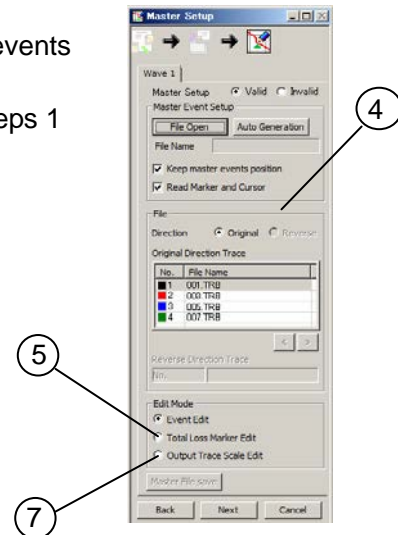 events
eps 1
Master Setup
Wave 1
Master Setup Valid Invalid
Master Event Setup
File Open Auto Generation
File Name
Keep master events position
Read Marker and Cursor
4
File
Direction Original Reverse
Original Direction Trace
No. File Name
1 001.TRB
2 003.TRB
3 005.TRB
4 007.TRB
< >
Reverse Direction Trace
No.
5
Edit Mode
Event Edit
Total Loss Marker Edit
Output Trace Scale Edit
7
Master File save
Back Next Cancel